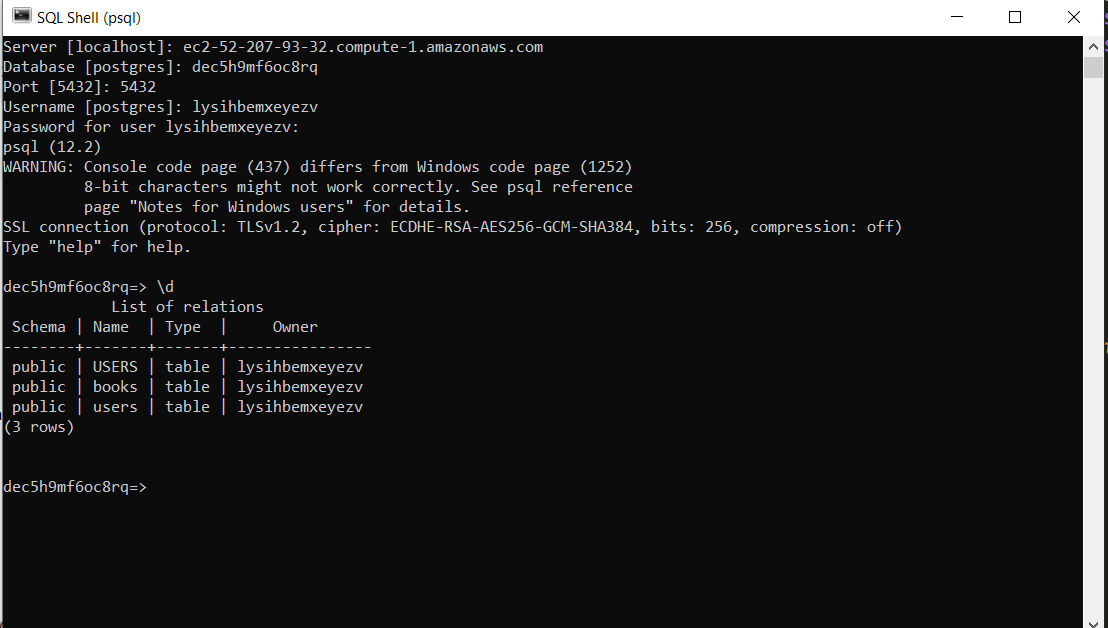 SQL Shell (psql)
Server [localhost]: ec2-52-207-93-32.compute-1.amazonaws.com
Database [postgres]: dec5h9mf6oc8rq
Port [5432]: 5432
Username [postgres]: lysihbemxeyezv
Password for user lysihbemxeyezv:
psql (12.2)
WARNING: Console code page (437) differs from Windows code page (1252)
         8-bit characters might not work correctly. See psql reference
         page "Notes for Windows users" for details.
SSL connection (protocol: TLSv1.2, cipher: ECDHE-RSA-AES256-GCM-SHA384, bits: 256, compression: off)
Type "help" for help.

dec5h9mf6oc8rq=> \d
            List of relations
 Schema | Name  | Type  |     Owner
--------+-------+-------+----------------
 public | USERS | table | lysihbemxeyezv
 public | books | table | lysihbemxeyezv
 public | users | table | lysihbemxeyezv
(3 rows)


dec5h9mf6oc8rq=>